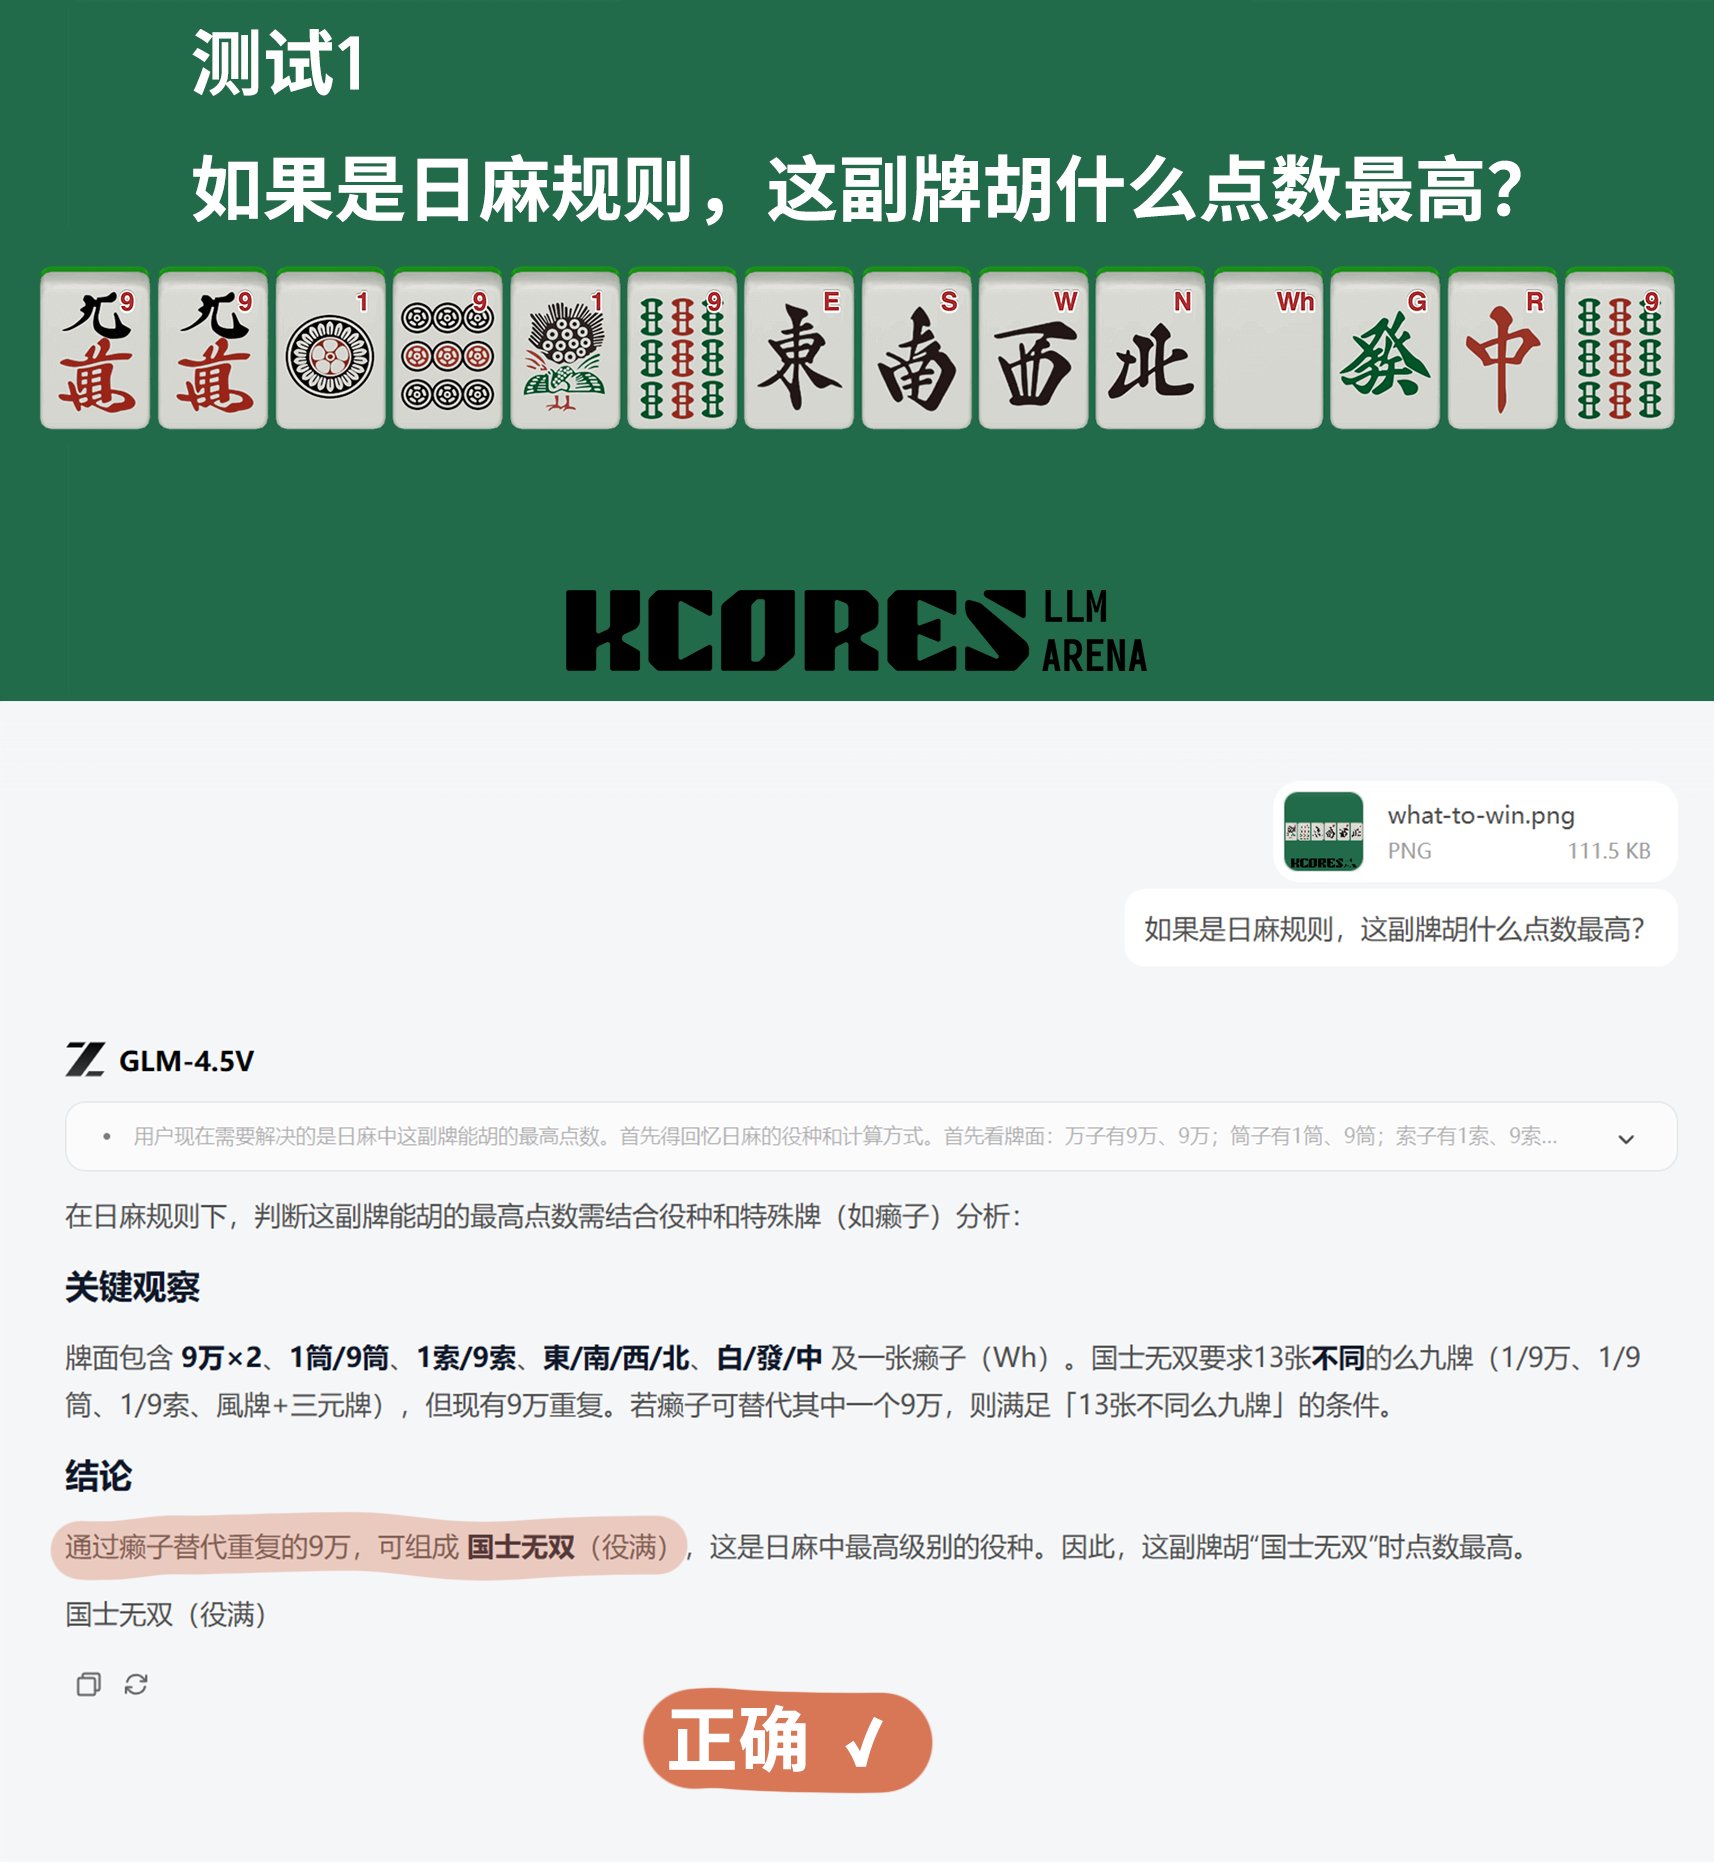 测试1
如果是日麻规则，这副牌胡什么点数最高？
九萬 9 九萬 9 1 9 1 9 東 E 南 S 西 W 北 N Wh 發 G 中 R 9
KCORES LLM ARENA
what-to-win.png
PNG 111.5 KB
如果是日麻规则，这副牌胡什么点数最高？
GLM-4.5V
用户现在需要解决的是日麻中这副牌能胡的最高点数。首先得回忆日麻的役种和计算方式。首先看牌面：万子有9万、9万；筒子有1筒、9筒；索子有1索、9索...
在日麻规则下，判断这副牌能胡的最高点数需结合役种和特殊牌（如癞子）分析：
关键观察
牌面包含 9万×2、1筒/9筒、1索/9索、東/南/西/北、白/發/中 及一张癞子（Wh）。国士无双要求13张不同的么九牌（1/9万、1/9
筒、1/9索、風牌+三元牌），但现有9万重复。若癞子可替代其中一个9万，则满足「13张不同么九牌」的条件。
结论
通过癞子替代重复的9万，可组成 国士无双（役满），这是日麻中最高级别的役种。因此，这副牌胡“国士无双”时点数最高。
国士无双（役满）
正确 ✓